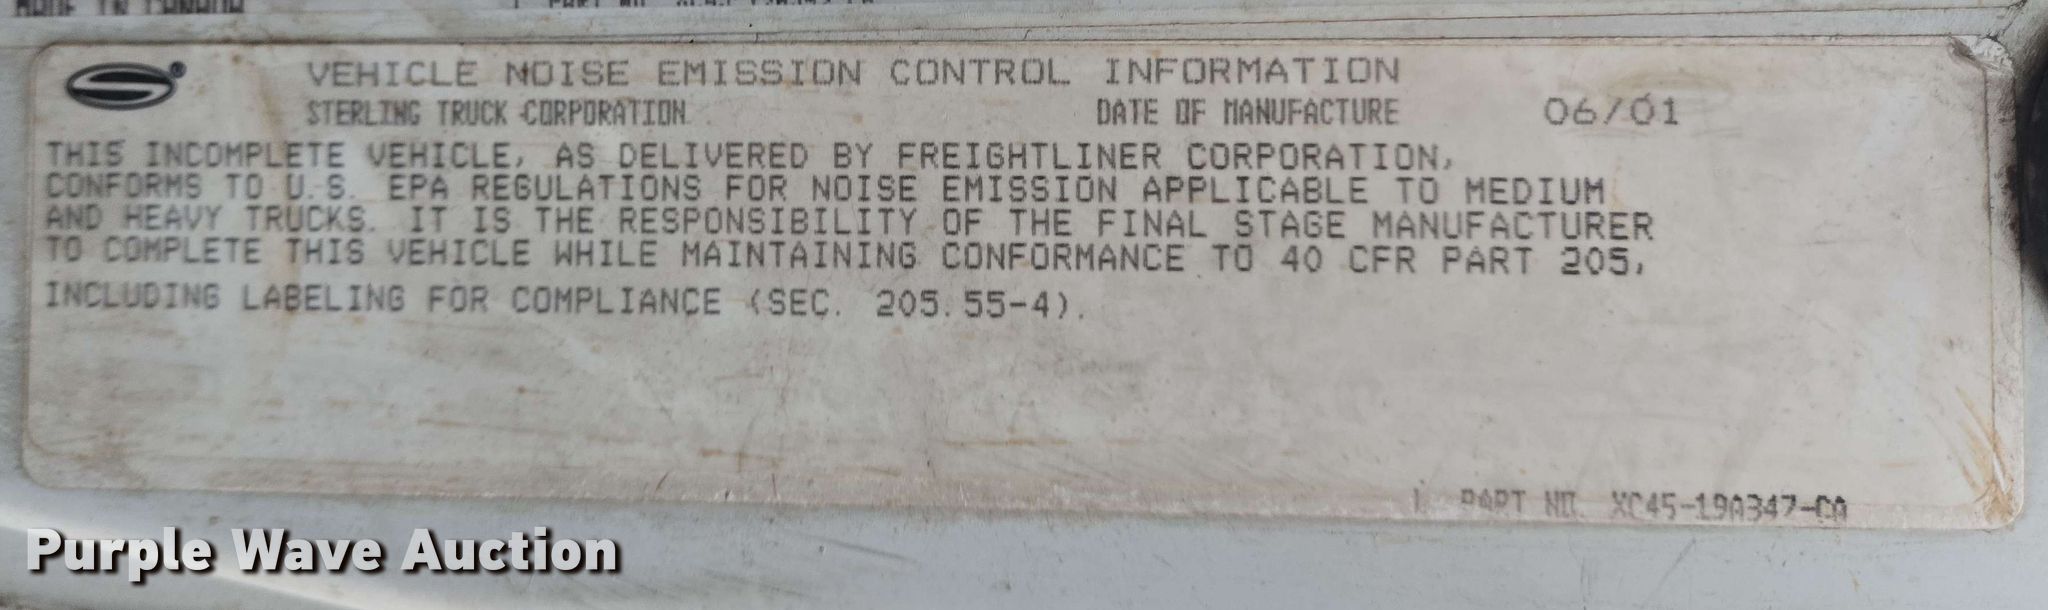 MADE IN CANADA
VEHICLE NOISE EMISSION CONTROL INFORMATION
STERLING TRUCK CORPORATION DATE OF MANUFACTURE 06/01
THIS INCOMPLETE VEHICLE, AS DELIVERED BY FREIGHTLINER CORPORATION,
CONFORMS TO U.S. EPA REGULATIONS FOR NOISE EMISSION APPLICABLE TO MEDIUM
AND HEAVY TRUCKS. IT IS THE RESPONSIBILITY OF THE FINAL STAGE MANUFACTURER
TO COMPLETE THIS VEHICLE WHILE MAINTAINING CONFORMANCE TO 40 CFR PART 205,
INCLUDING LABELING FOR COMPLIANCE (SEC. 205.55-4).
PART NO. XC45-19A347-CA
Purple Wave Auction